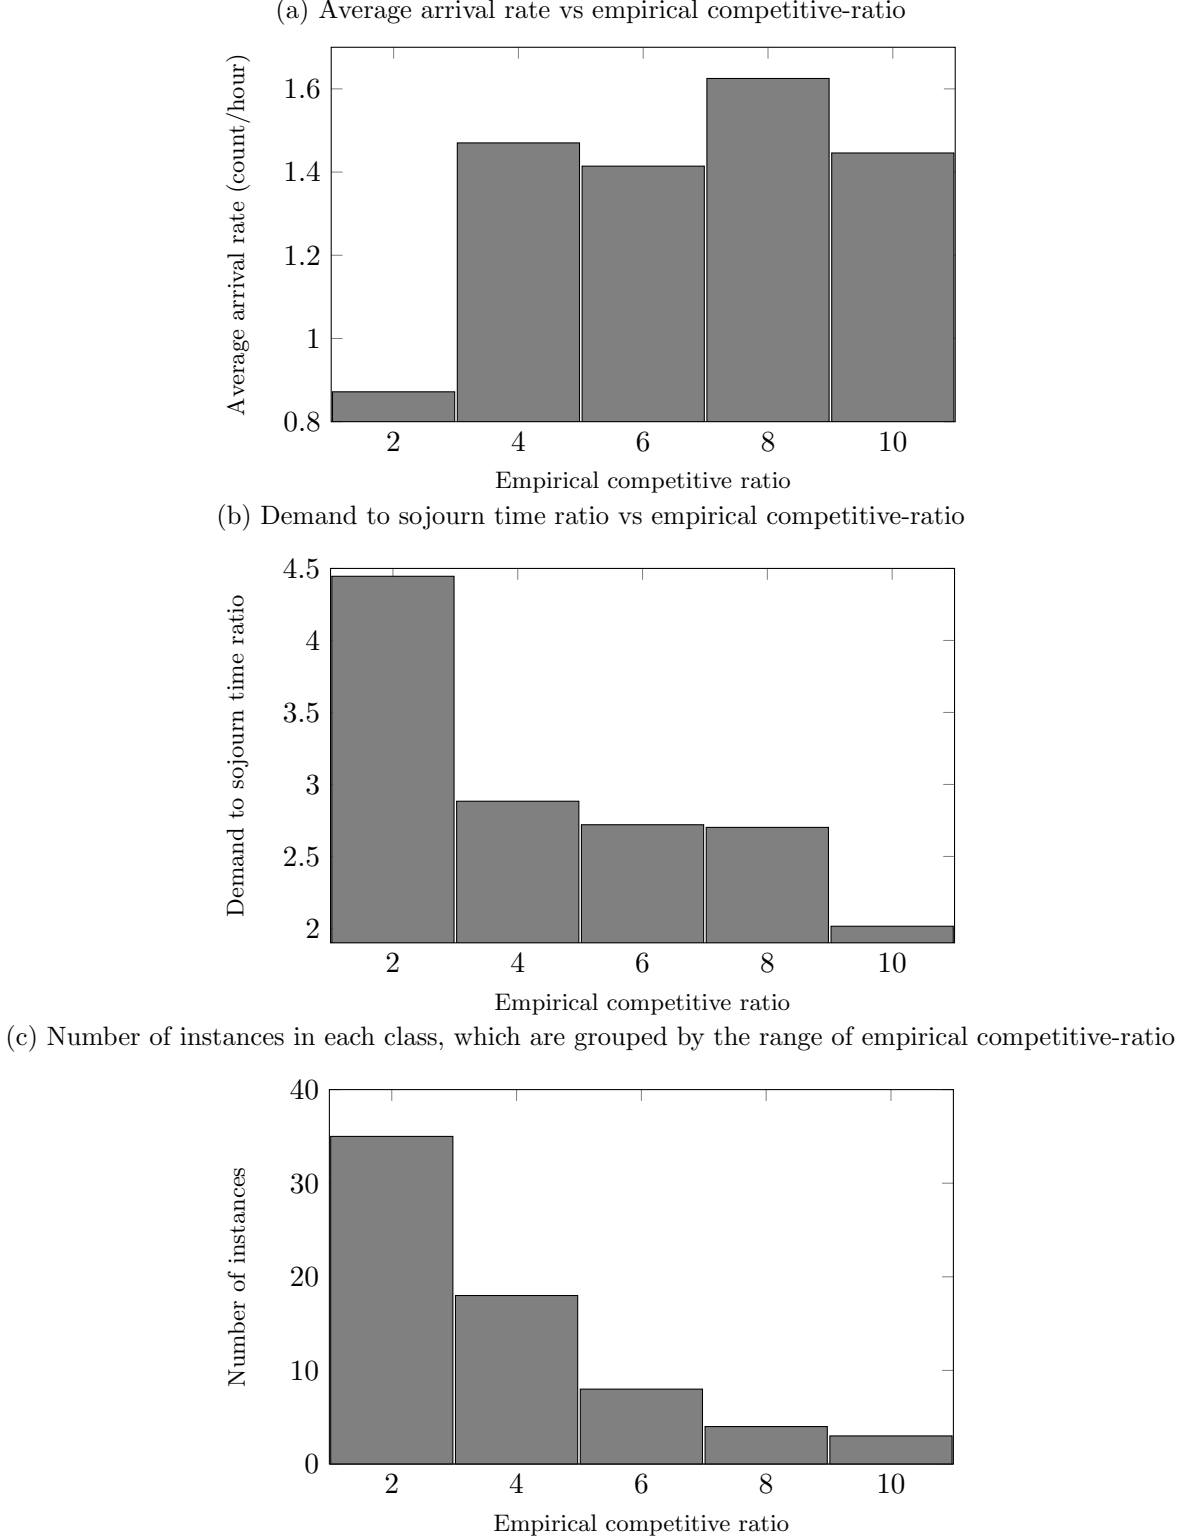 (a) Average arrival rate vs empirical competitive-ratio
Average arrival rate (count/hour)
1.6
1.4
1.2
1
0.8
2 4 6 8 10
Empirical competitive ratio
(b) Demand to sojourn time ratio vs empirical competitive-ratio
Demand to sojourn time ratio
4.5
4
3.5
3
2.5
2
2 4 6 8 10
Empirical competitive ratio
(c) Number of instances in each class, which are grouped by the range of empirical competitive-ratio
Number of instances
40
30
20
10
0
2 4 6 8 10
Empirical competitive ratio